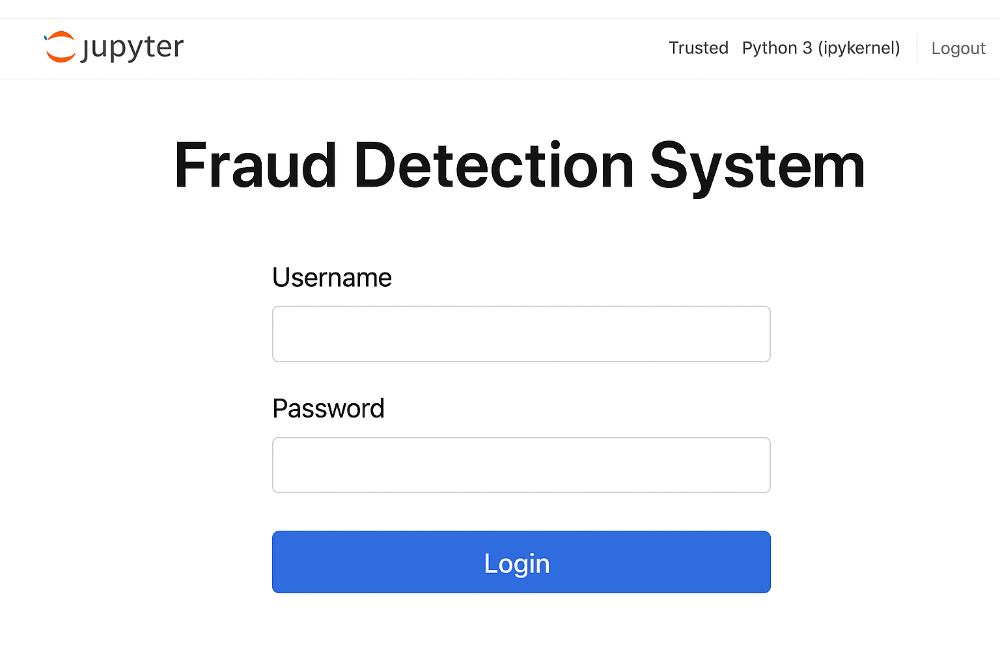 jupyter
Trusted Python 3 (ipykernel) Logout
Fraud Detection System
Username
Password
Login